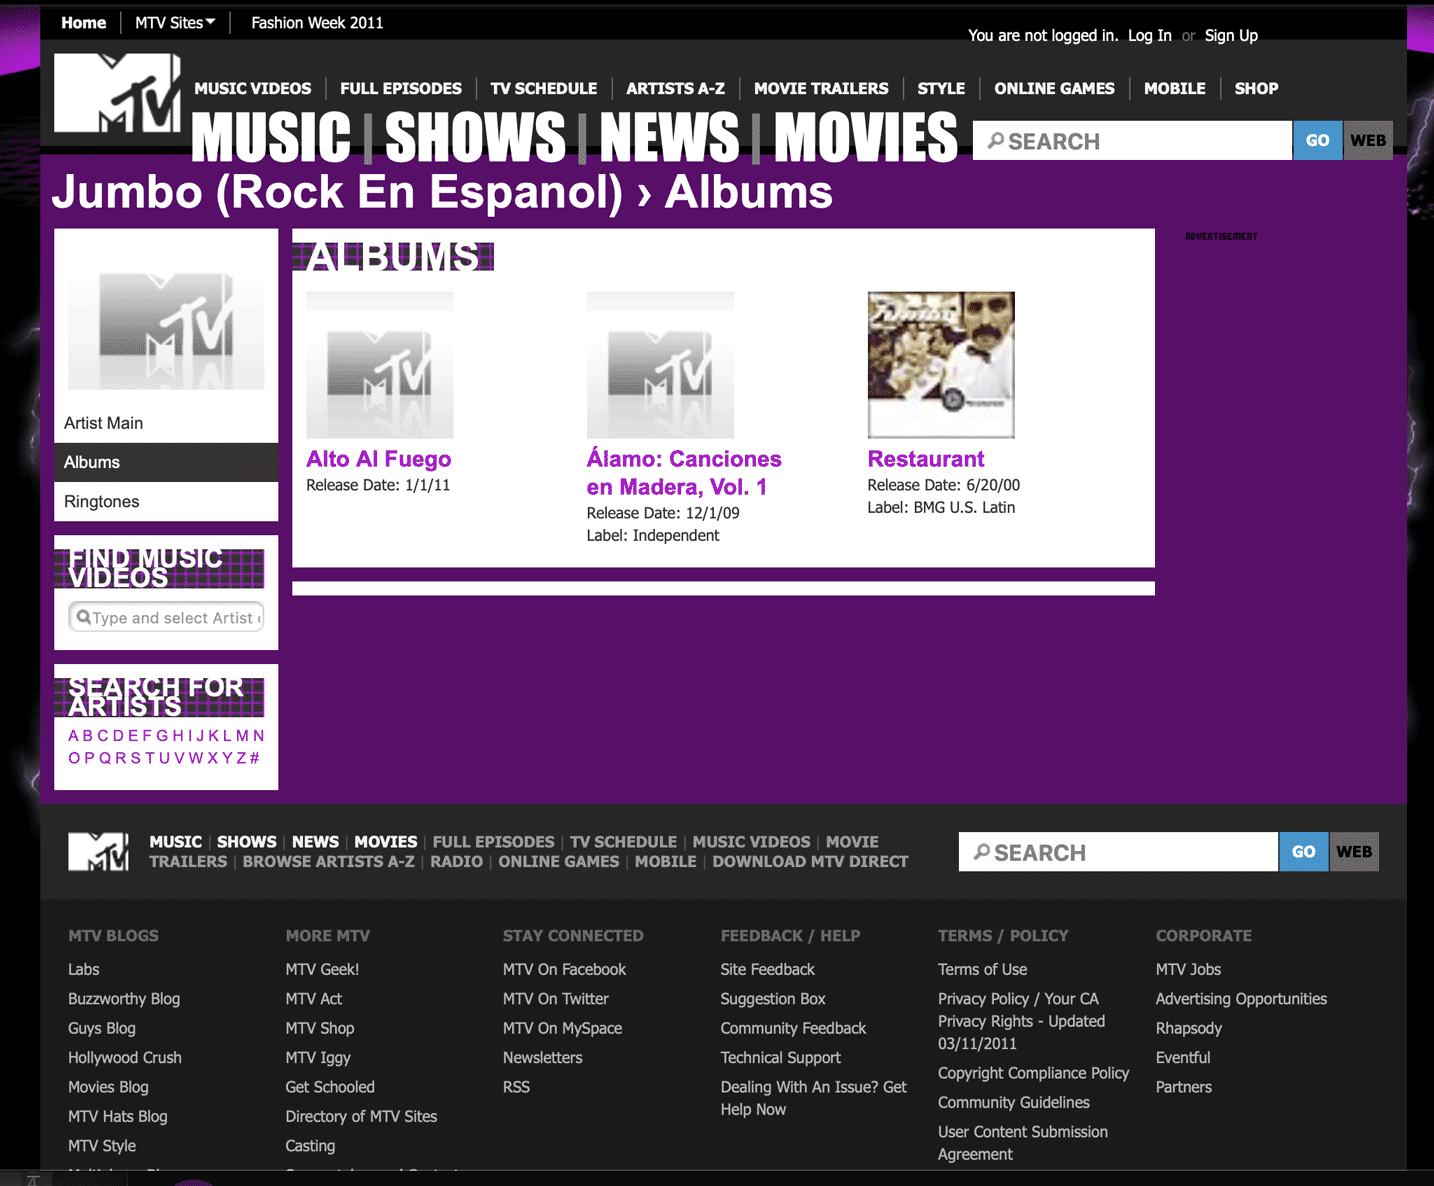 Home
MTV Sites
Fashion Week 2011
You are not logged in. Log In or Sign Up
MTV
MUSIC VIDEOS
FULL EPISODES
TV SCHEDULE
ARTISTS A-Z
MOVIE TRAILERS
STYLE
ONLINE GAMES
MOBILE
SHOP
MUSIC | SHOWS | NEWS | MOVIES
SEARCH
GO
WEB
Jumbo (Rock En Espanol) › Albums
MTV
Artist Main
Albums
Ringtones
FIND MUSIC
VIDEOS
Type and select Artist
SEARCH FOR
ARTISTS
A B C D E F G H I J K L M N
O P Q R S T U V W X Y Z #
ALBUMS
MTV
Alto Al Fuego
Release Date: 1/1/11
MTV
Álamo: Canciones
en Madera, Vol. 1
Release Date: 12/1/09
Label: Independent
Jumbo
Restaurant
Release Date: 6/20/00
Label: BMG U.S. Latin
ADVERTISEMENT
MTV
MUSIC | SHOWS | NEWS | MOVIES | FULL EPISODES | TV SCHEDULE | MUSIC VIDEOS | MOVIE
TRAILERS | BROWSE ARTISTS A-Z | RADIO | ONLINE GAMES | MOBILE | DOWNLOAD MTV DIRECT
SEARCH
GO
WEB
MTV BLOGS
Labs
Buzzworthy Blog
Guys Blog
Hollywood Crush
Movies Blog
MTV Hats Blog
MTV Style
MORE MTV
MTV Geek!
MTV Act
MTV Shop
MTV Iggy
Get Schooled
Directory of MTV Sites
Casting
STAY CONNECTED
MTV On Facebook
MTV On Twitter
MTV On MySpace
Newsletters
RSS
FEEDBACK / HELP
Site Feedback
Suggestion Box
Community Feedback
Technical Support
Dealing With An Issue? Get
Help Now
TERMS / POLICY
Terms of Use
Privacy Policy / Your CA
Privacy Rights - Updated
03/11/2011
Copyright Compliance Policy
Community Guidelines
User Content Submission
Agreement
CORPORATE
MTV Jobs
Advertising Opportunities
Rhapsody
Eventful
Partners